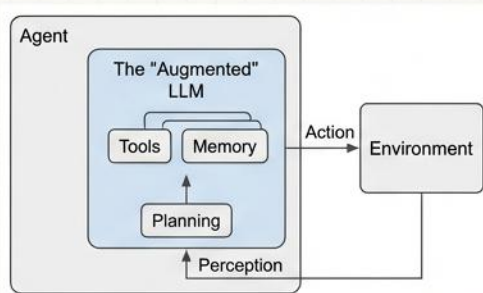 Agent
The "Augmented"
LLM
Tools
Memory
Planning
Action
Environment
Perception